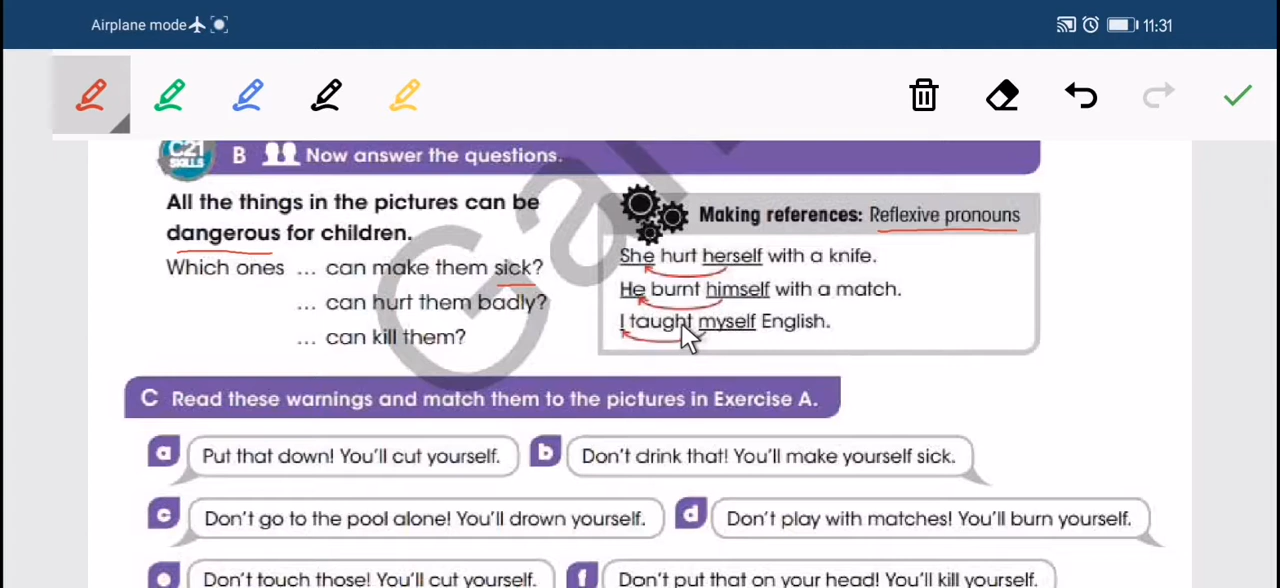 Airplane mode 11:31
C21 SKILLS B Now answer the questions.
All the things in the pictures can be
dangerous for children.
Which ones ... can make them sick?
... can hurt them badly?
... can kill them?
Making references: Reflexive pronouns
She hurt herself with a knife.
He burnt himself with a match.
I taught myself English.
C Read these warnings and match them to the pictures in Exercise A.
a Put that down! You'll cut yourself. b Don't drink that! You'll make yourself sick.
c Don't go to the pool alone! You'll drown yourself. d Don't play with matches! You'll burn yourself.
Don't touch those! You'll cut yourself. f Don't put that on your head! You'll kill yourself.